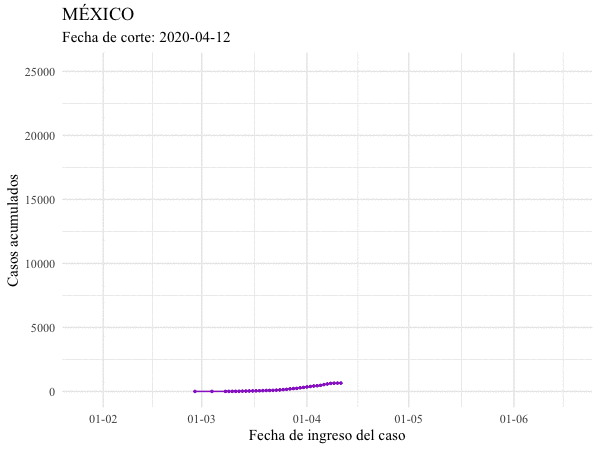 MÉXICO
Fecha de corte: 2020-04-12
Casos acumulados
25000
20000
15000
10000
5000
0
01-02 01-03 01-04 01-05 01-06
Fecha de ingreso del caso